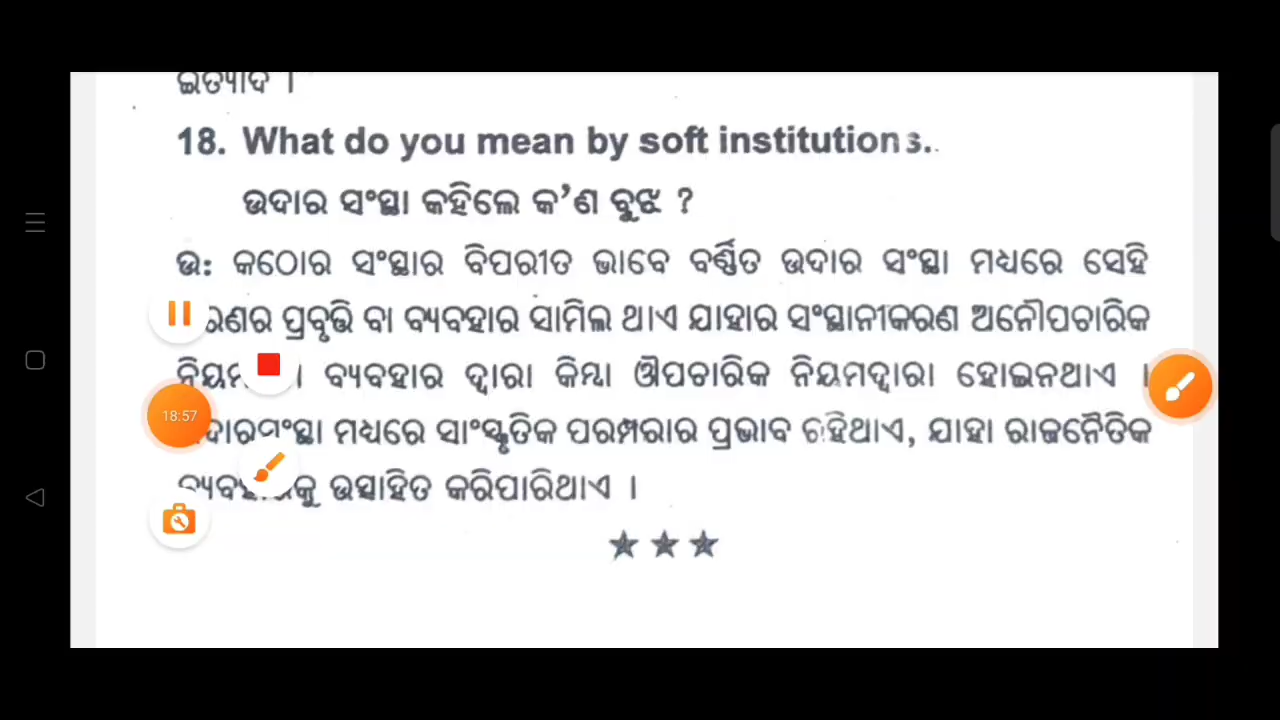 ଇତ୍ୟାଦି ।
18. What do you mean by soft institutions.
ଉଦାର ସଂସ୍ଥା କହିଲେ କ'ଣ ବୁଝ ?
ଉ: କଠୋର ସଂସ୍ଥାର ବିପରୀତ ଭାବେ ବର୍ଣ୍ଣିତ ଉଦାର ସଂସ୍ଥା ମଧ୍ୟରେ ସେହି
ପ୍ରବୃତ୍ତି ବା ବ୍ୟବହାର ସାମିଲ ଥାଏ ଯାହାର ସଂସ୍ଥାନୀକରଣ ଅନୌପଚାରିକ
ବ୍ୟବହାର ଦ୍ୱାରା କିମ୍ବା ଔପଚାରିକ ନିୟମଦ୍ୱାରା ହୋଇନଥାଏ ।
18:57
ମଧ୍ୟରେ ସାଂସ୍କୃତିକ ପରମ୍ପରାର ପ୍ରଭାବ ରହିଥାଏ, ଯାହା ରାଜନୈତିକ
ଉତ୍ସାହିତ କରିପାରିଥାଏ ।